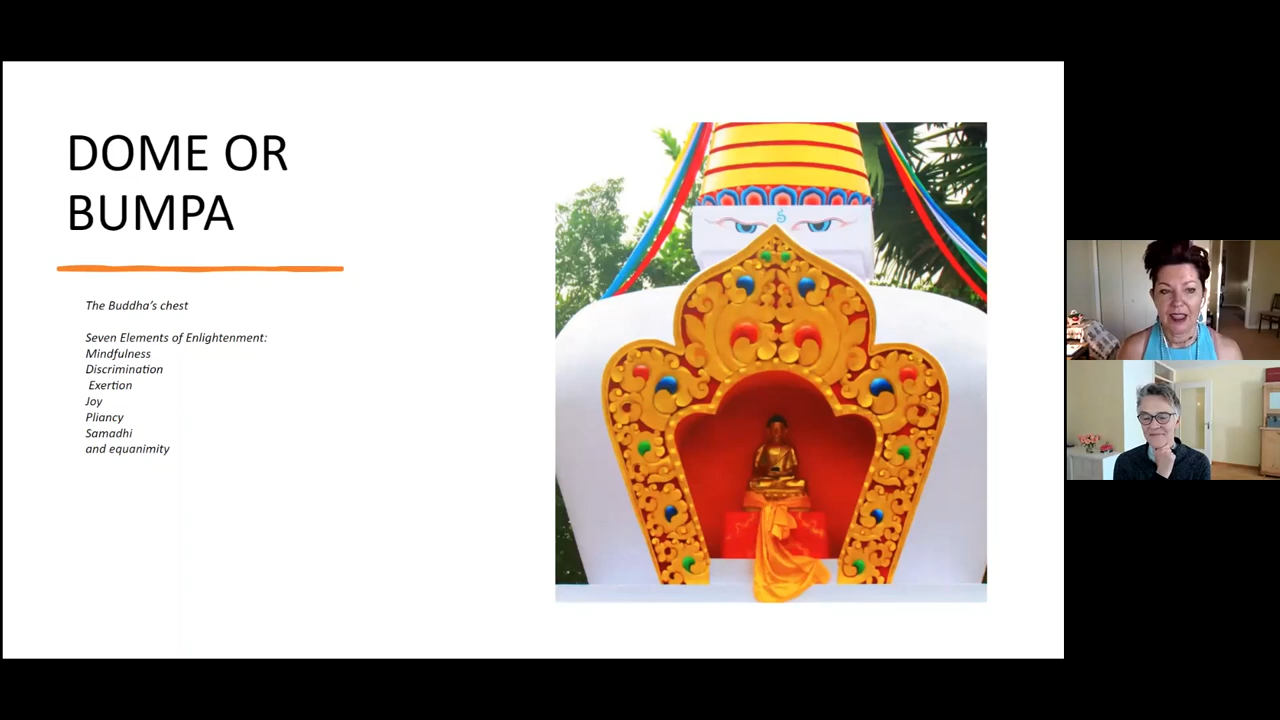 DOME OR
BUMPA
The Buddha's chest
Seven Elements of Enlightenment:
Mindfulness
Discrimination
Exertion
Joy
Pliancy
Samadhi
and equanimity